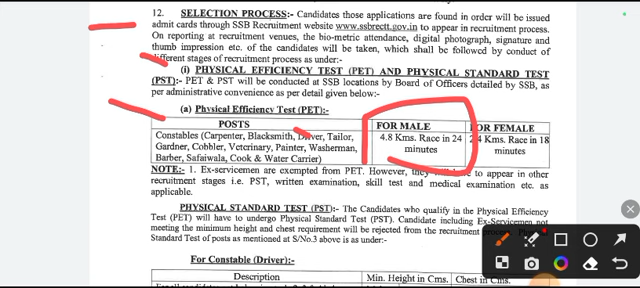 12. SELECTION PROCESS:- Candidates those applications are found in order will be issued
admit cards through SSB Recruitment website www.ssbrectt.gov.in to appear in recruitment process.
On reporting at recruitment venues, the bio-metric attendance, digital photograph, signature and
thumb impression etc. of the candidates will be taken, which shall be followed by conduct of
different stages of recruitment process as under:-
(i) PHYSICAL EFFICIENCY TEST (PET) AND PHYSICAL STANDARD TEST
(PST):- PET & PST will be conducted at SSB locations by Board of Officers detailed by SSB, as
per administrative convenience as per detail given below:-
(a) Physical Efficiency Test (PET):-
POSTS FOR MALE FOR FEMALE
Constables (Carpenter, Blacksmith, Driver, Tailor, 4.8 Kms. Race in 24 2.4 Kms. Race in 18
Gardner, Cobbler, Veterinary, Painter, Washerman, minutes minutes
Barber, Safaiwala, Cook & Water Carrier)
NOTE:- 1. Ex-servicemen are exempted from PET. However, they to appear in other
recruitment stages i.e. PST, written examination, skill test and medical examination etc. as
applicable.
PHYSICAL STANDARD TEST (PST):- The Candidates who qualify in the Physical Efficiency
Test (PET) will have to undergo Physical Standard Test (PST). Candidate including Ex-Servicemen not
meeting the minimum height and chest requirement will be rejected from the recruitment
Standard Test of posts as mentioned at S/No.3 above is as under:-
For Constable (Driver):-
Description Min. Height in Cms. Chest in Cms.